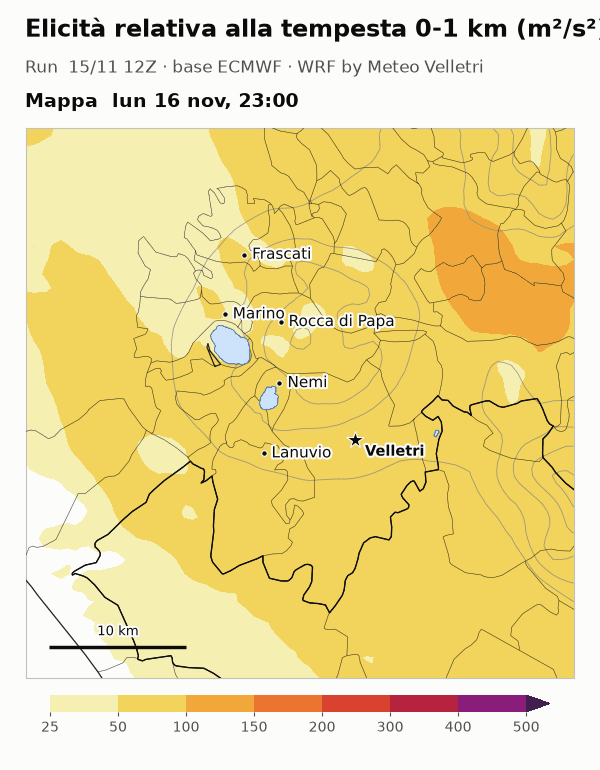 Elicità relativa alla tempesta 0-1 km (m²/s²)
Run  15/11 12Z · base ECMWF · WRF by Meteo Velletri
Mappa  lun 16 nov, 23:00
Frascati
Marino
Rocca di Papa
Nemi
Lanuvio
Velletri
10 km
25 50 100 150 200 300 400 500